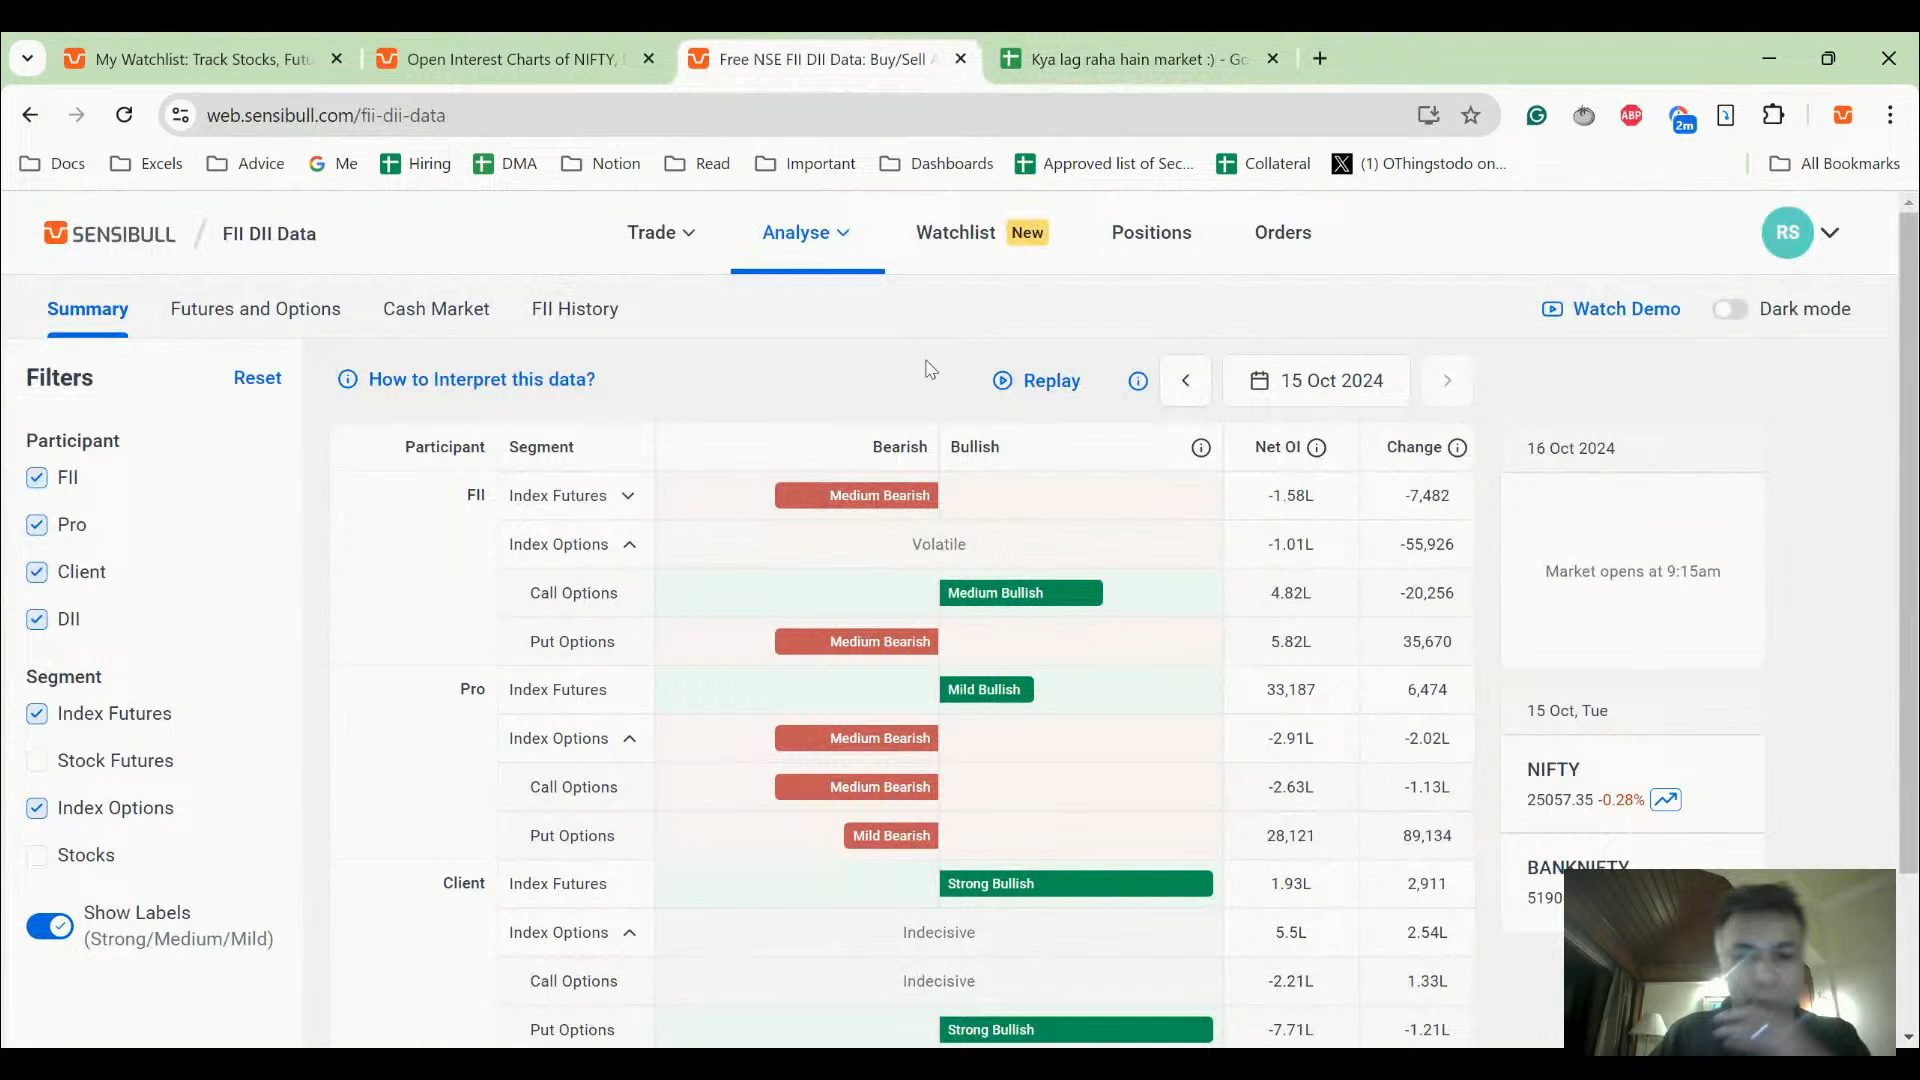 My Watchlist: Track Stocks, Futu
Open Interest Charts of NIFTY,
Free NSE FII DII Data: Buy/Sell A
Kya lag raha hain market :) - Go
web.sensibull.com/fii-dii-data
ABP
2m
Docs
Excels
Advice
Me
Hiring
DMA
Notion
Read
Important
Dashboards
Approved list of Sec...
Collateral
(1) OThingstodo on...
All Bookmarks
SENSIBULL / FII DII Data
Trade
Analyse
Watchlist New
Positions
Orders
RS
Summary
Futures and Options
Cash Market
FII History
Watch Demo
Dark mode
Filters
Reset
How to Interpret this data?
Replay
15 Oct 2024
Participant
FII
Pro
Client
DII
Segment
Index Futures
Stock Futures
Index Options
Stocks
Show Labels
(Strong/Medium/Mild)
Participant Segment Bearish Bullish Net OI Change
FII Index Futures Medium Bearish -1.58L -7,482
Index Options Volatile -1.01L -55,926
Call Options Medium Bullish 4.82L -20,256
Put Options Medium Bearish 5.82L 35,670
Pro Index Futures Mild Bullish 33,187 6,474
Index Options Medium Bearish -2.91L -2.02L
Call Options Medium Bearish -2.63L -1.13L
Put Options Mild Bearish 28,121 89,134
Client Index Futures Strong Bullish 1.93L 2,911
Index Options Indecisive 5.5L 2.54L
Call Options Indecisive -2.21L 1.33L
Put Options Strong Bullish -7.71L -1.21L
16 Oct 2024
Market opens at 9:15am
15 Oct, Tue
NIFTY
25057.35 -0.28%
BANKNIFTY
5190